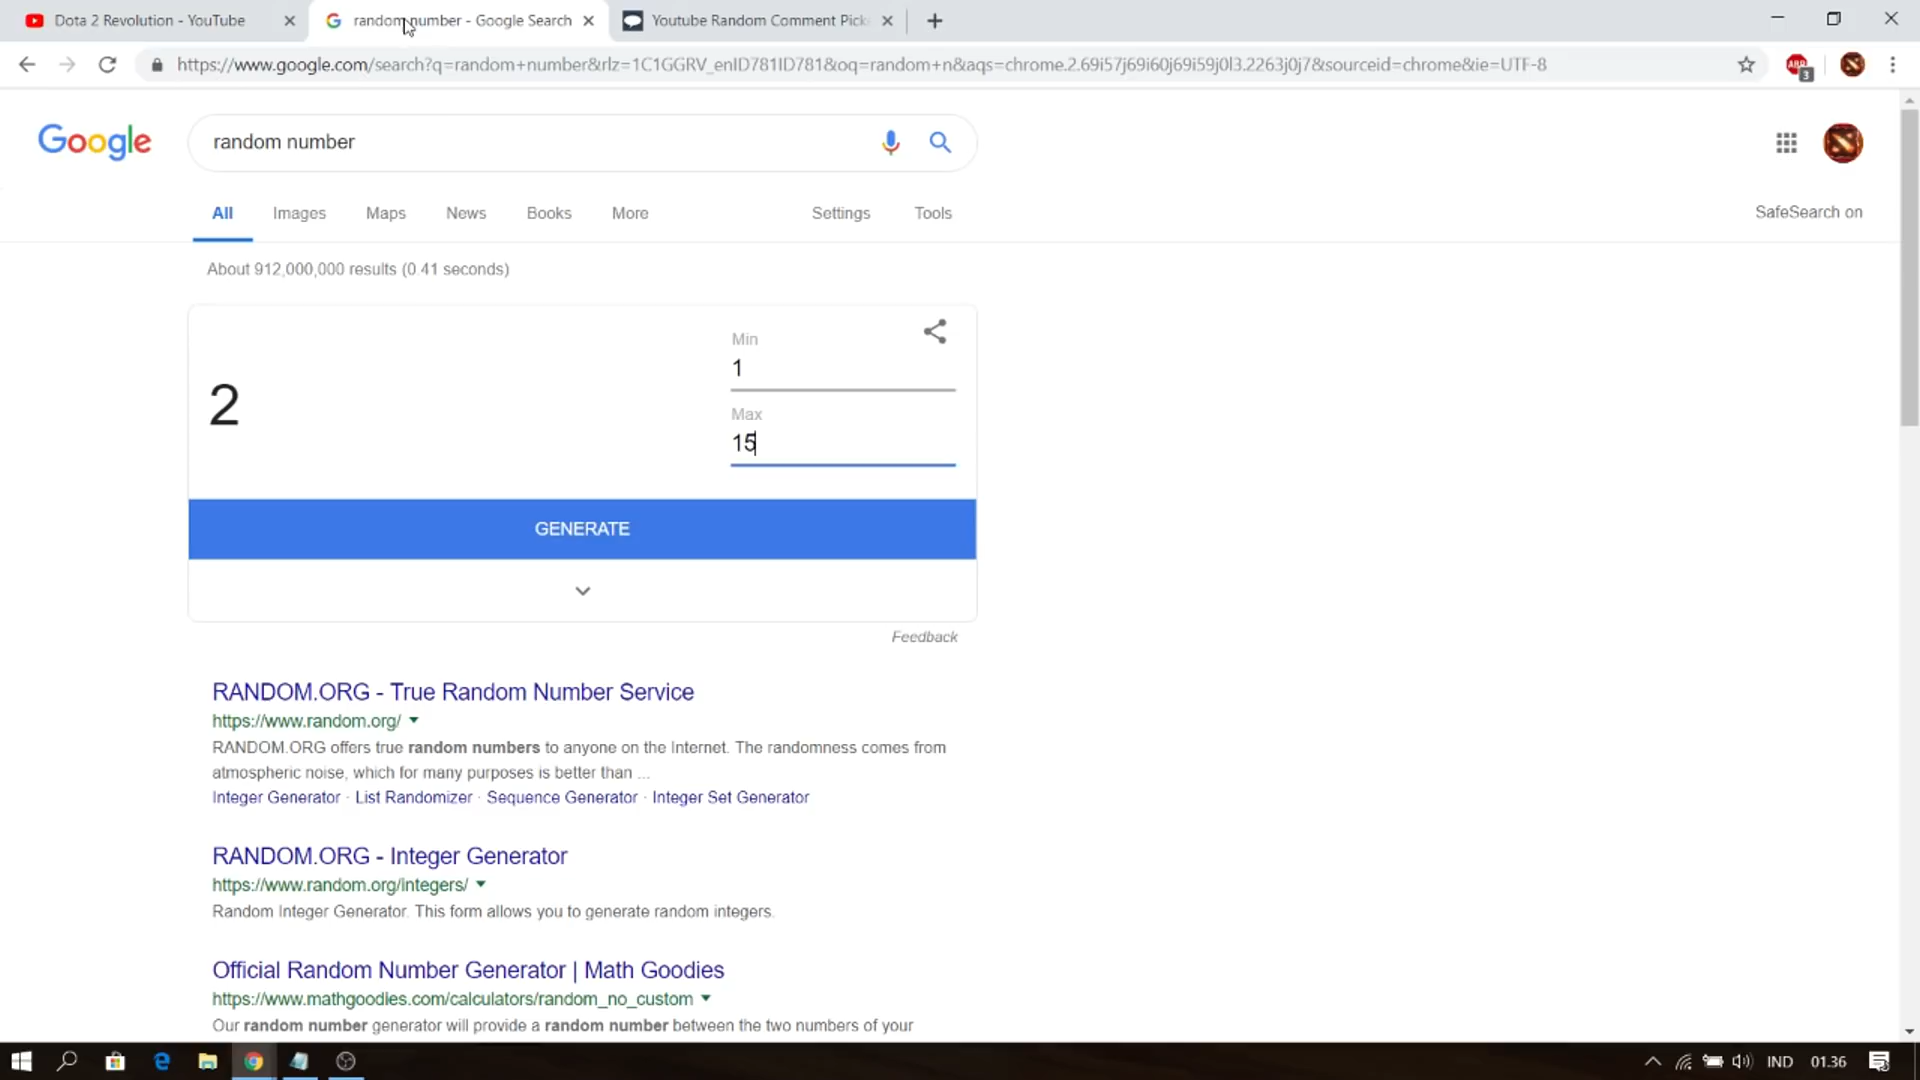 Dota 2 Revolution - YouTube
random number - Google Search
Youtube Random Comment Pick
https://www.google.com/search?q=random+number&rlz=1C1GGRV_enID781ID781&oq=random+n&aqs=chrome.2.69i57j69i60j69i59j0l3.2263j0j7&sourceid=chrome&ie=UTF-8
ABP
3
Google
random number
All
Images
Maps
News
Books
More
Settings
Tools
SafeSearch on
About 912,000,000 results (0.41 seconds)
Min
1
2
Max
15
GENERATE
Feedback
RANDOM.ORG - True Random Number Service
https://www.random.org/
RANDOM.ORG offers true random numbers to anyone on the Internet. The randomness comes from
atmospheric noise, which for many purposes is better than ...
Integer Generator · List Randomizer · Sequence Generator · Integer Set Generator
RANDOM.ORG - Integer Generator
https://www.random.org/integers/
Random Integer Generator. This form allows you to generate random integers.
Official Random Number Generator | Math Goodies
https://www.mathgoodies.com/calculators/random_no_custom
Our random number generator will provide a random number between the two numbers of your
IND
01.36